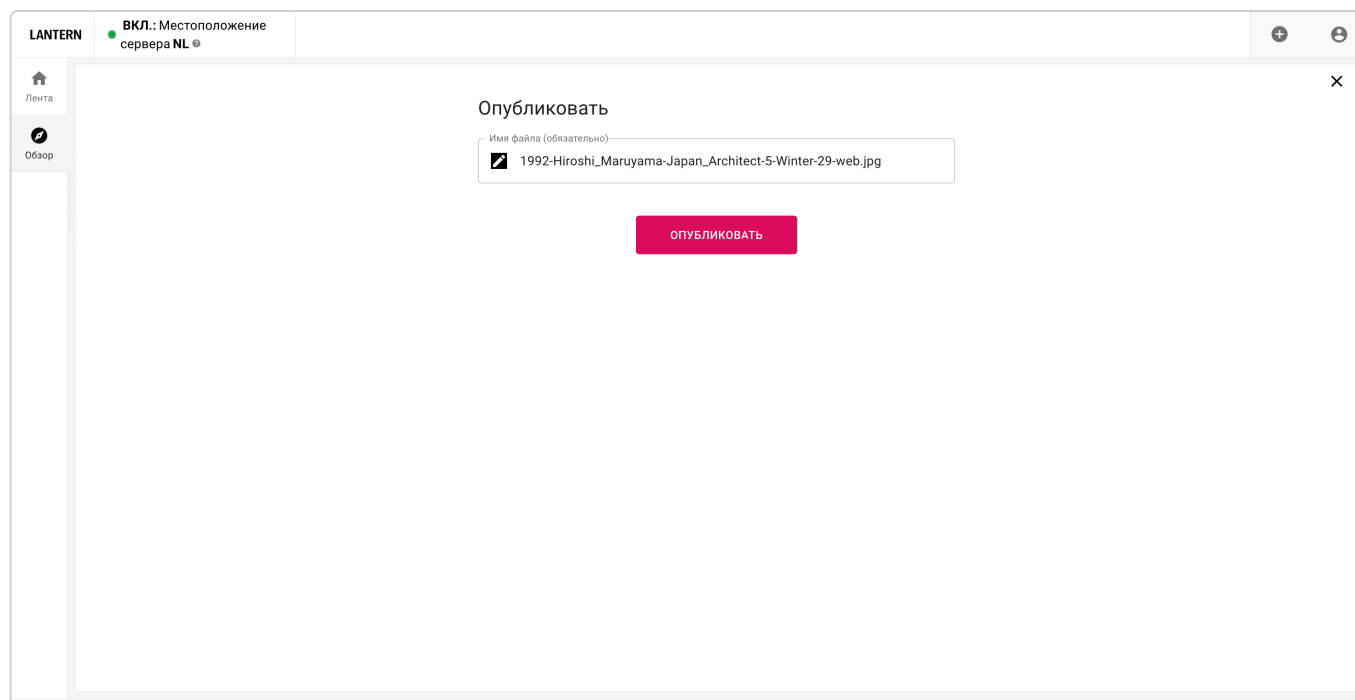 LANTERN
ВКЛ.: Местоположение
сервера NL
Лента
Обзор
Опубликовать
Имя файла (обязательно)
1992-Hiroshi_Maruyama-Japan_Architect-5-Winter-29-web.jpg
ОПУБЛИКОВАТЬ